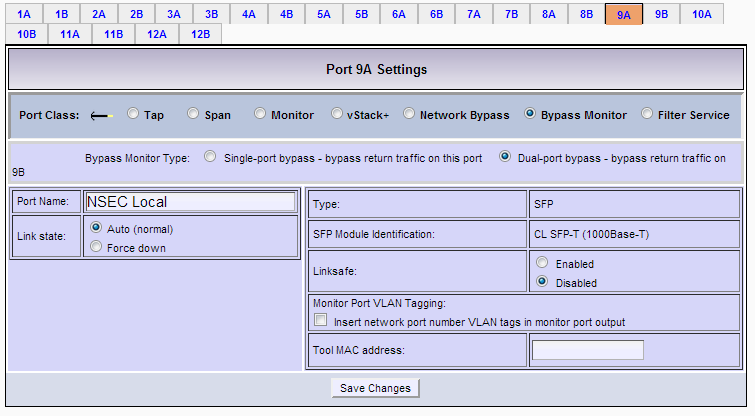 1A 1B 2A 2B 3A 3B 4A 4B 5A 5B 6A 6B 7A 7B 8A 8B 9A 9B 10A
10B 11A 11B 12A 12B
Port 9A Settings
Port Class: Tap Span Monitor vStack+ Network Bypass Bypass Monitor Filter Service
Bypass Monitor Type: Single-port bypass - bypass return traffic on this port Dual-port bypass - bypass return traffic on
9B
Port Name: NSEC Local
Link state: Auto (normal)
Force down
Type: SFP
SFP Module Identification: CL SFP-T (1000Base-T)
Linksafe: Enabled
Disabled
Monitor Port VLAN Tagging:
Insert network port number VLAN tags in monitor port output
Tool MAC address:
Save Changes